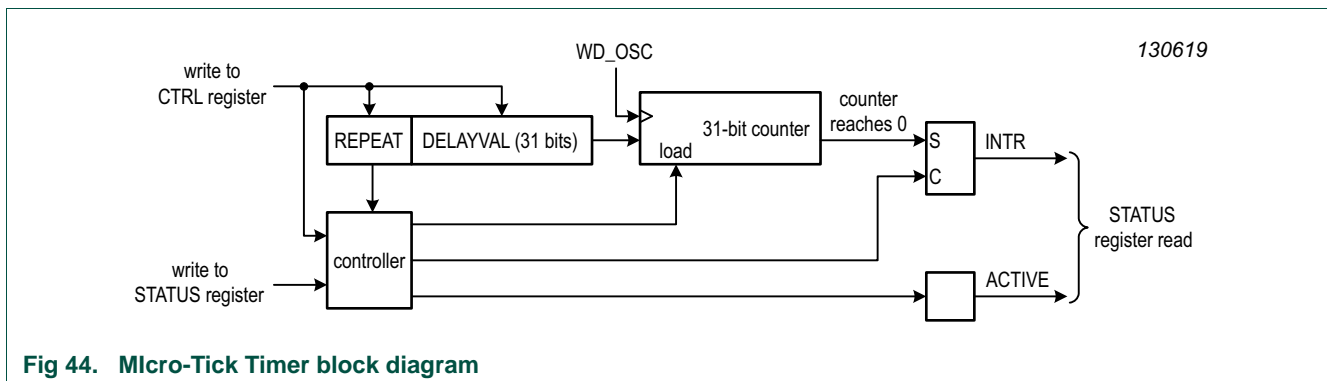 130619
WD_OSC
write to
CTRL register
counter
reaches 0
REPEAT
DELAYVAL (31 bits)
31-bit counter
load
S
INTR
C
STATUS
register read
controller
write to
STATUS register
ACTIVE
Fig 44. MIcro-Tick Timer block diagram